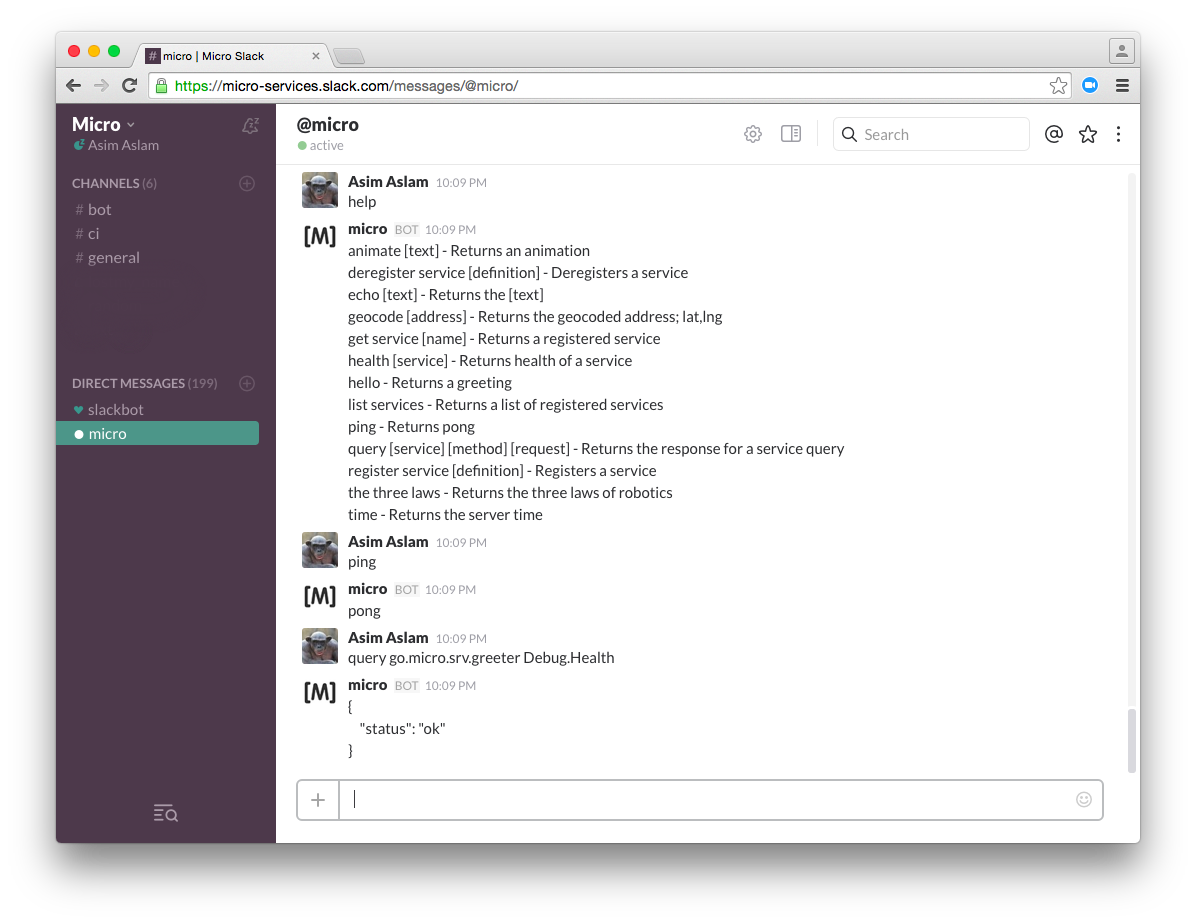 # micro | Micro Slack ×
https://micro-services.slack.com/messages/@micro/
Micro
Asim Aslam
CHANNELS (6)
# bot
# ci
# general
DIRECT MESSAGES (199)
slackbot
micro
@micro
active
Search
Asim Aslam 10:09 PM
help
[M] micro BOT 10:09 PM
animate [text] - Returns an animation
deregister service [definition] - Deregisters a service
echo [text] - Returns the [text]
geocode [address] - Returns the geocoded address; lat,lng
get service [name] - Returns a registered service
health [service] - Returns health of a service
hello - Returns a greeting
list services - Returns a list of registered services
ping - Returns pong
query [service] [method] [request] - Returns the response for a service query
register service [definition] - Registers a service
the three laws - Returns the three laws of robotics
time - Returns the server time
Asim Aslam 10:09 PM
ping
[M] micro BOT 10:09 PM
pong
Asim Aslam 10:09 PM
query go.micro.srv.greeter Debug.Health
[M] micro BOT 10:09 PM
{
"status": "ok"
}